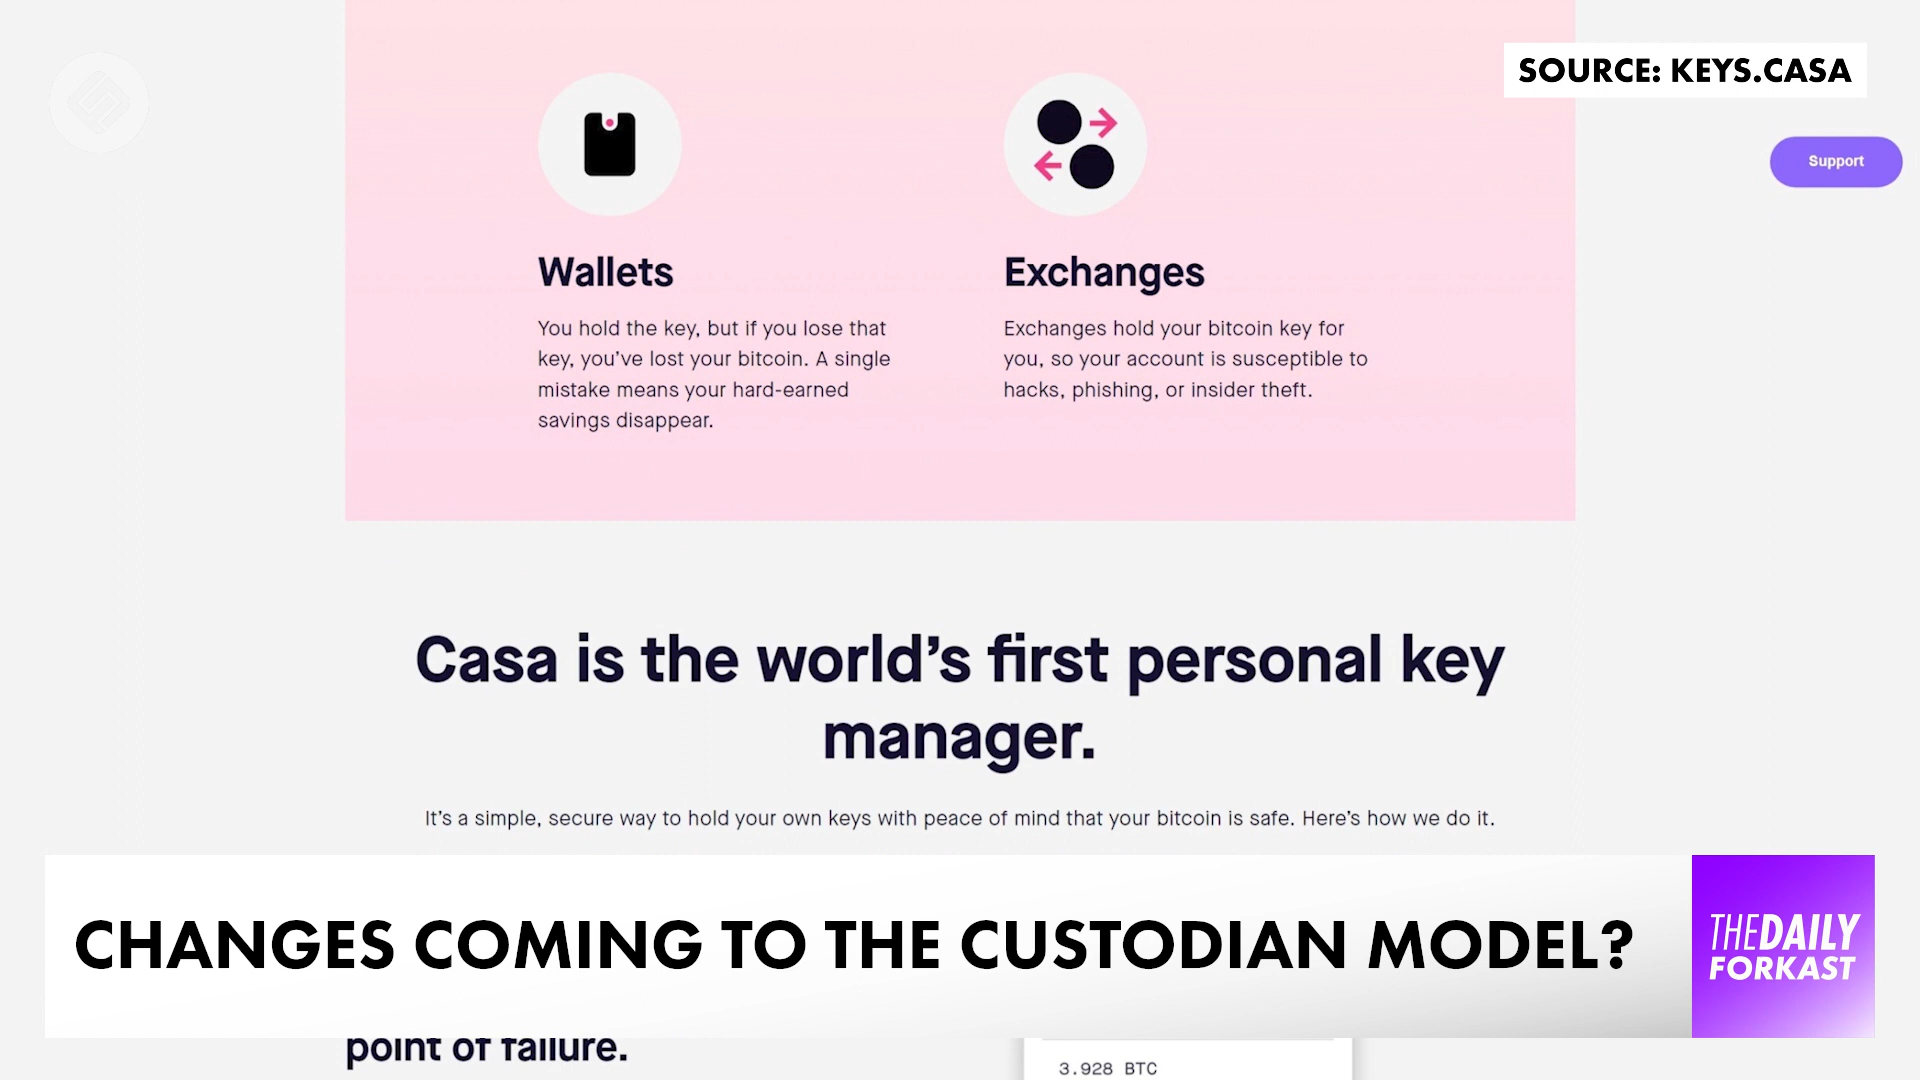 SOURCE: KEYS.CASA
Support
Wallets
You hold the key, but if you lose that
key, you’ve lost your bitcoin. A single
mistake means your hard-earned
savings disappear.
Exchanges
Exchanges hold your bitcoin key for
you, so your account is susceptible to
hacks, phishing, or insider theft.
Casa is the world’s first personal key
manager.
It’s a simple, secure way to hold your own keys with peace of mind that your bitcoin is safe. Here’s how we do it.
CHANGES COMING TO THE CUSTODIAN MODEL?
THE DAILY
FORKAST
point of failure.
3.928 BTC